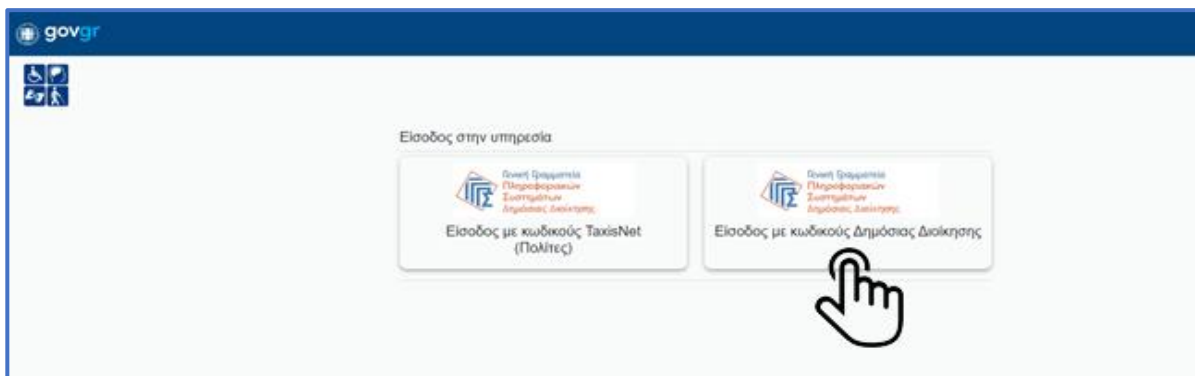 govgr
Είσοδος στην υπηρεσία
Γενική Γραμματεία
Πληροφοριακών
Συστημάτων
Δημόσιας Διοίκησης
Είσοδος με κωδικούς TaxisNet
(Πολίτες)
Γενική Γραμματεία
Πληροφοριακών
Συστημάτων
Δημόσιας Διοίκησης
Είσοδος με κωδικούς Δημόσιας Διοίκησης